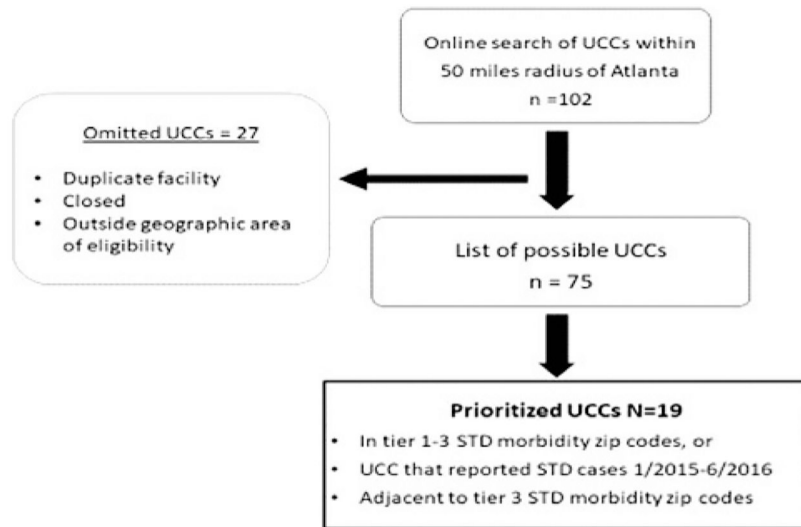 Online search of UCCs within
50 miles radius of Atlanta
n =102
Omitted UCCs = 27
• Duplicate facility
• Closed
• Outside geographic area
of eligibility
List of possible UCCs
n = 75
Prioritized UCCs N=19
• In tier 1-3 STD morbidity zip codes, or
• UCC that reported STD cases 1/2015-6/2016
• Adjacent to tier 3 STD morbidity zip codes